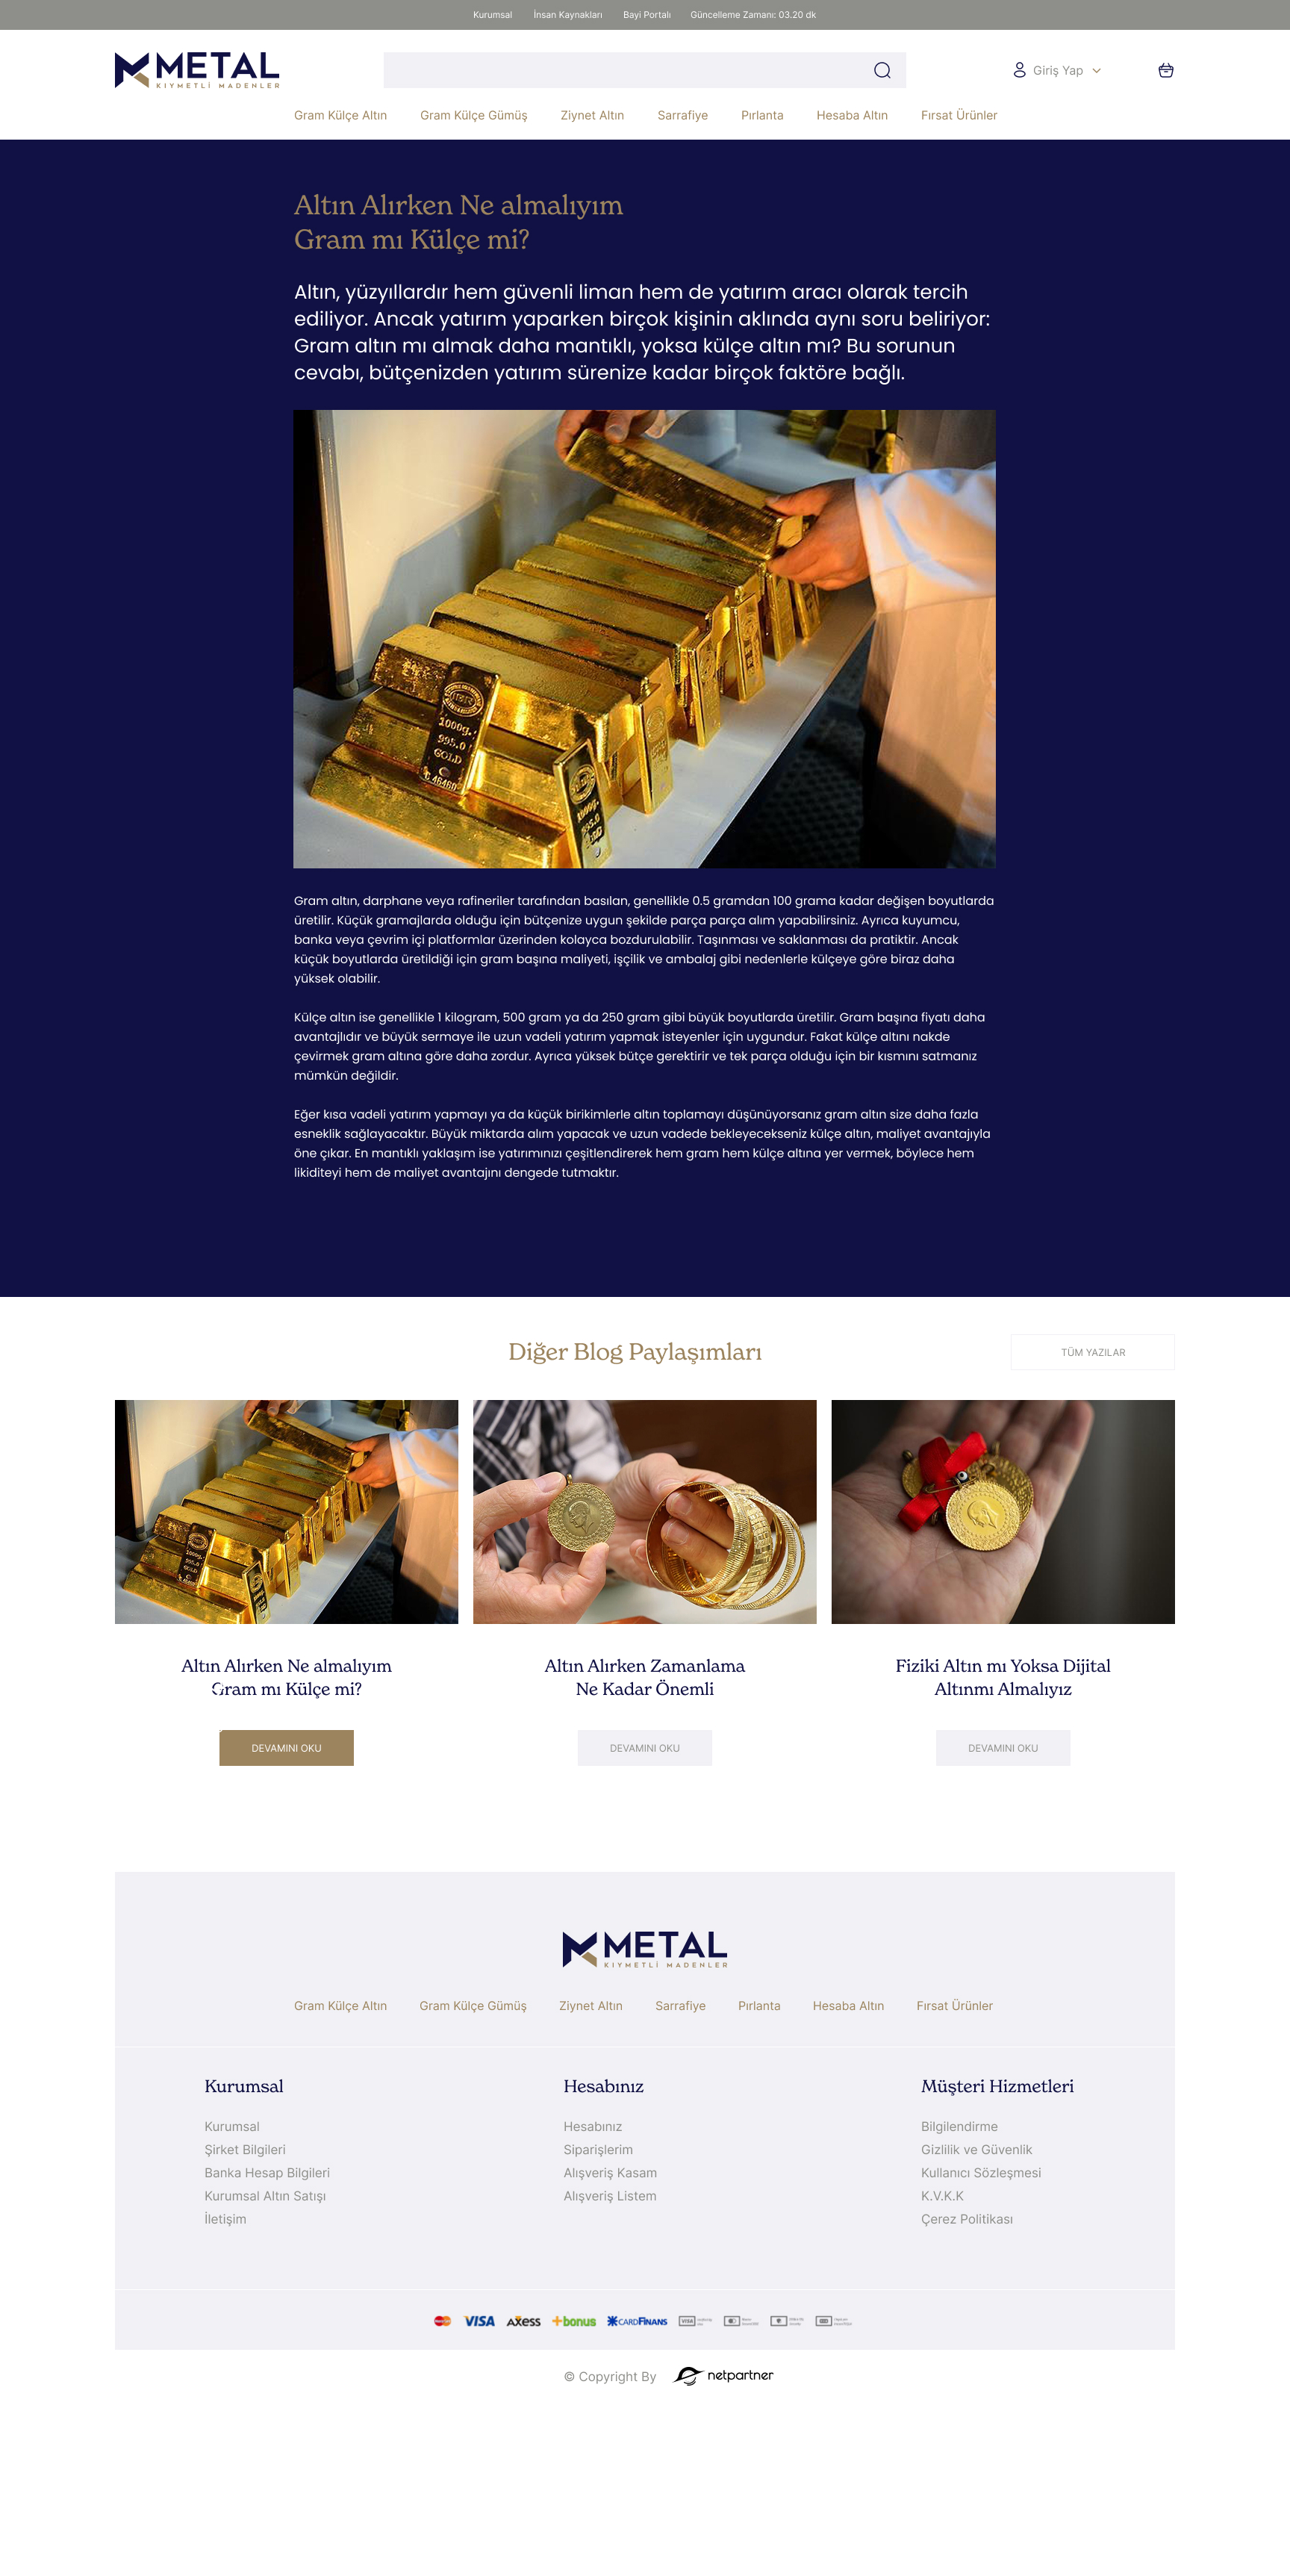 Kurumsal İnsan Kaynakları Bayi Portalı Güncelleme Zamanı: 03.20 dk
METAL
KIYMETLİ MADENLER
Giriş Yap
Gram Külçe Altın Gram Külçe Gümüş Ziynet Altın Sarrafiye Pırlanta Hesaba Altın Fırsat Ürünler
Altın Alırken Ne almalıyım
Gram mı Külçe mi?
Altın, yüzyıllardır hem güvenli liman hem de yatırım aracı olarak tercih
ediliyor. Ancak yatırım yaparken birçok kişinin aklında aynı soru beliriyor:
Gram altın mı almak daha mantıklı, yoksa külçe altın mı? Bu sorunun
cevabı, bütçenizden yatırım sürenize kadar birçok faktöre bağlı.
1000g.
995.0
GOLD
Gram altın, darphane veya rafineriler tarafından basılan, genellikle 0.5 gramdan 100 grama kadar değişen boyutlarda
üretilir. Küçük gramajlarda olduğu için bütçenize uygun şekilde parça parça alım yapabilirsiniz. Ayrıca kuyumcu,
banka veya çevrim içi platformlar üzerinden kolayca bozdurulabilir. Taşınması ve saklanması da pratiktir. Ancak
küçük boyutlarda üretildiği için gram başına maliyeti, işçilik ve ambalaj gibi nedenlerle külçeye göre biraz daha
yüksek olabilir.
Külçe altın ise genellikle 1 kilogram, 500 gram ya da 250 gram gibi büyük boyutlarda üretilir. Gram başına fiyatı daha
avantajlıdır ve büyük sermaye ile uzun vadeli yatırım yapmak isteyenler için uygundur. Fakat külçe altını nakde
çevirmek gram altına göre daha zordur. Ayrıca yüksek bütçe gerektirir ve tek parça olduğu için bir kısmını satmanız
mümkün değildir.
Eğer kısa vadeli yatırım yapmayı ya da küçük birikimlerle altın toplamayı düşünüyorsanız gram altın size daha fazla
esneklik sağlayacaktır. Büyük miktarda alım yapacak ve uzun vadede bekleyecekseniz külçe altın, maliyet avantajıyla
öne çıkar. En mantıklı yaklaşım ise yatırımınızı çeşitlendirerek hem gram hem külçe altına yer vermek, böylece hem
likiditeyi hem de maliyet avantajını dengede tutmaktır.
Diğer Blog Paylaşımları
TÜM YAZILAR
Altın Alırken Ne almalıyım
Gram mı Külçe mi?
DEVAMINI OKU
Altın Alırken Zamanlama
Ne Kadar Önemli
DEVAMINI OKU
Fiziki Altın mı Yoksa Dijital
Altınmı Almalıyız
DEVAMINI OKU
METAL
KIYMETLİ MADENLER
Gram Külçe Altın Gram Külçe Gümüş Ziynet Altın Sarrafiye Pırlanta Hesaba Altın Fırsat Ürünler
Kurumsal
Kurumsal
Şirket Bilgileri
Banka Hesap Bilgileri
Kurumsal Altın Satışı
İletişim
Hesabınız
Hesabınız
Siparişlerim
Alışveriş Kasam
Alışveriş Listem
Müşteri Hizmetleri
Bilgilendirme
Gizlilik ve Güvenlik
Kullanıcı Sözleşmesi
K.V.K.K
Çerez Politikası
VISA Axess bonus CARDFINANS
© Copyright By netpartner